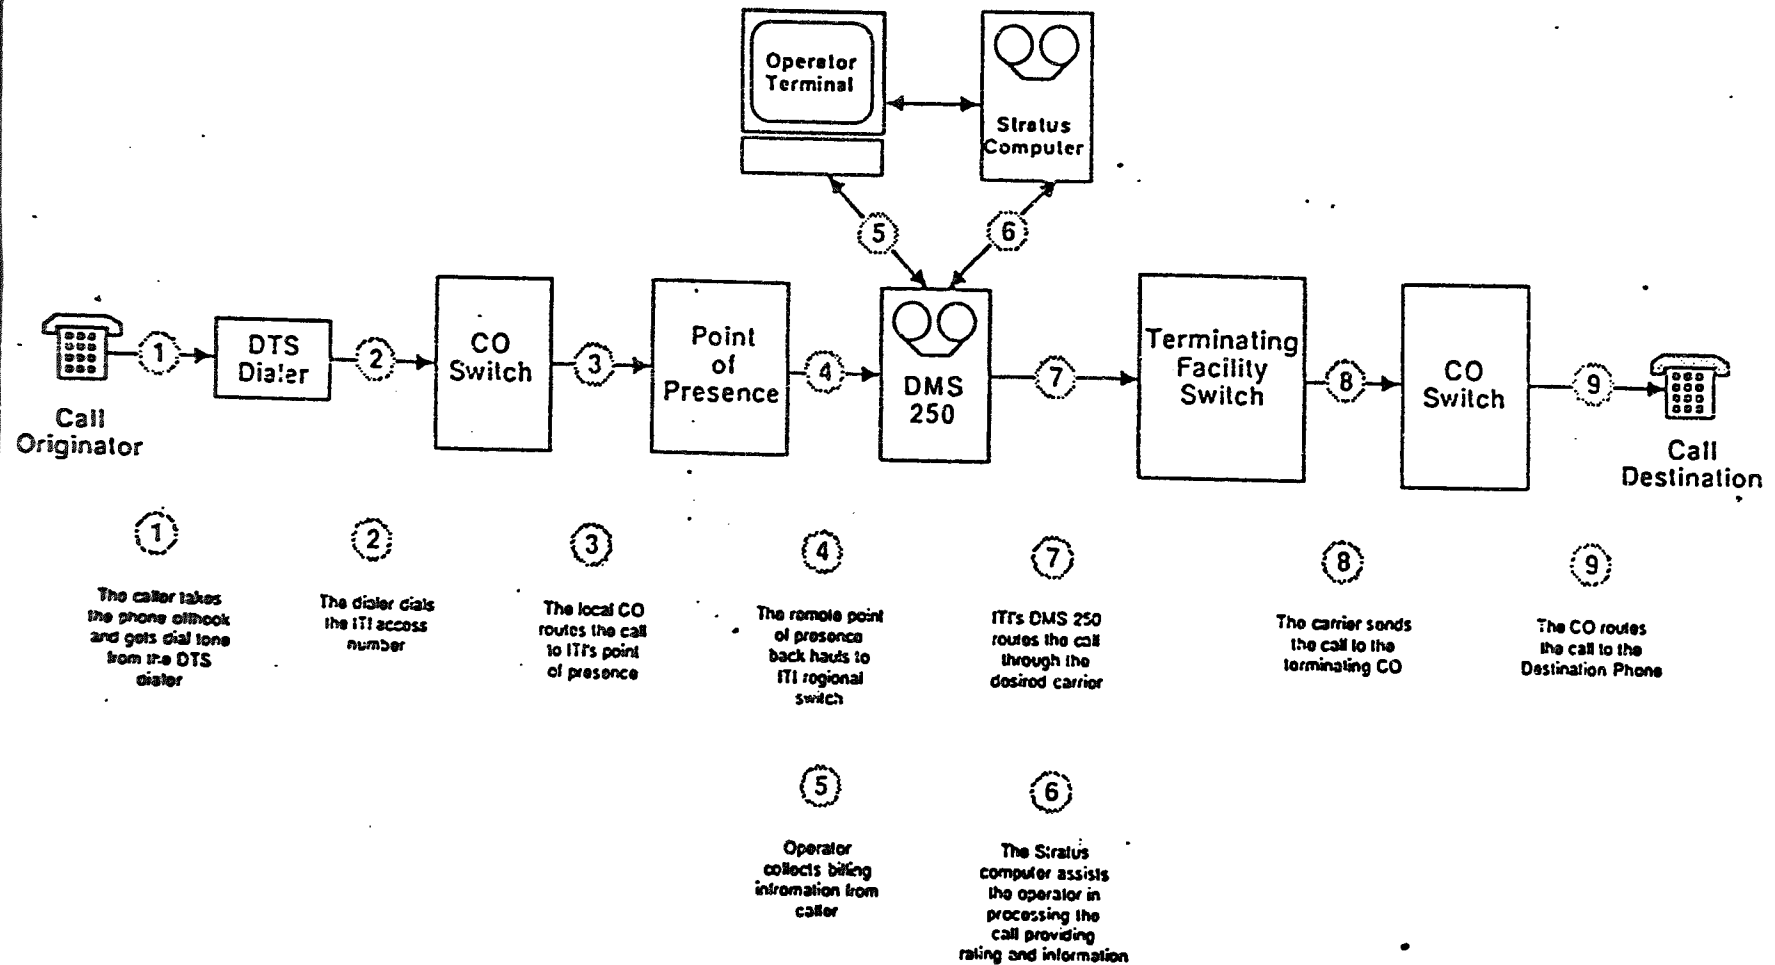 Operator
Terminal
Stratus
Computer
5
6
1
DTS
Dialer
2
CO
Switch
3
Point
of
Presence
4
DMS
250
7
Terminating
Facility
Switch
8
CO
Switch
9
Call
Originator
Call
Destination
1
The caller takes
the phone offhook
and gets dial tone
from the DTS
dialer
2
The dialer dials
the ITI access
number
3
The local CO
routes the call
to ITI's point
of presence
4
The remote point
of presence
back hauls to
ITI regional
switch
7
ITI's DMS 250
routes the call
through the
desired carrier
8
The carrier sends
the call to the
terminating CO
9
The CO routes
the call to the
Destination Phone
5
Operator
collects billing
infromation from
caller
6
The Stratus
computer assists
the operator in
processing the
call providing
rating and information